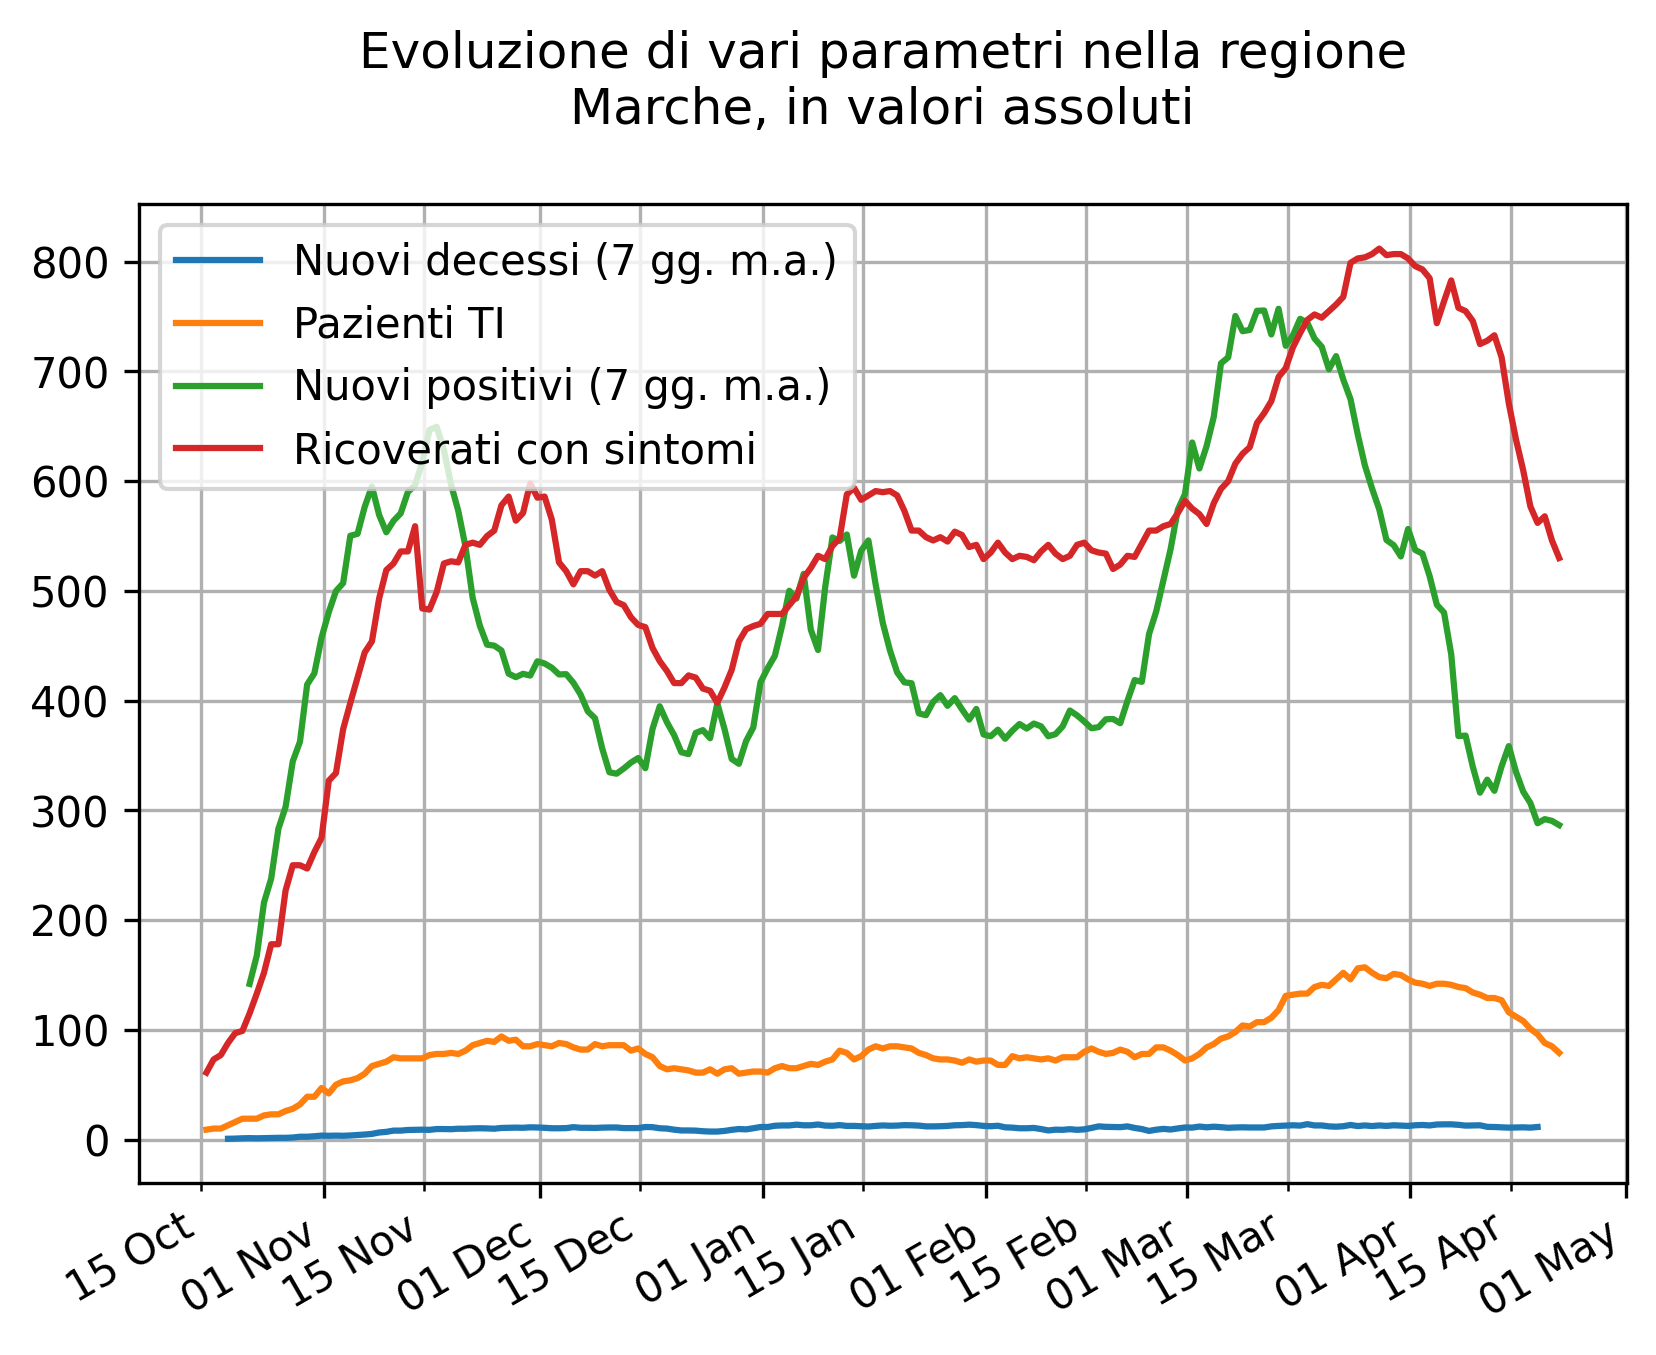 Evoluzione di vari parametri nella regione
Marche, in valori assoluti
Nuovi decessi (7 gg. m.a.)
Pazienti TI
Nuovi positivi (7 gg. m.a.)
Ricoverati con sintomi
800
700
600
500
400
300
200
100
0
15 Oct
01 Nov
15 Nov
01 Dec
15 Dec
01 Jan
15 Jan
01 Feb
15 Feb
01 Mar
15 Mar
01 Apr
15 Apr
01 May